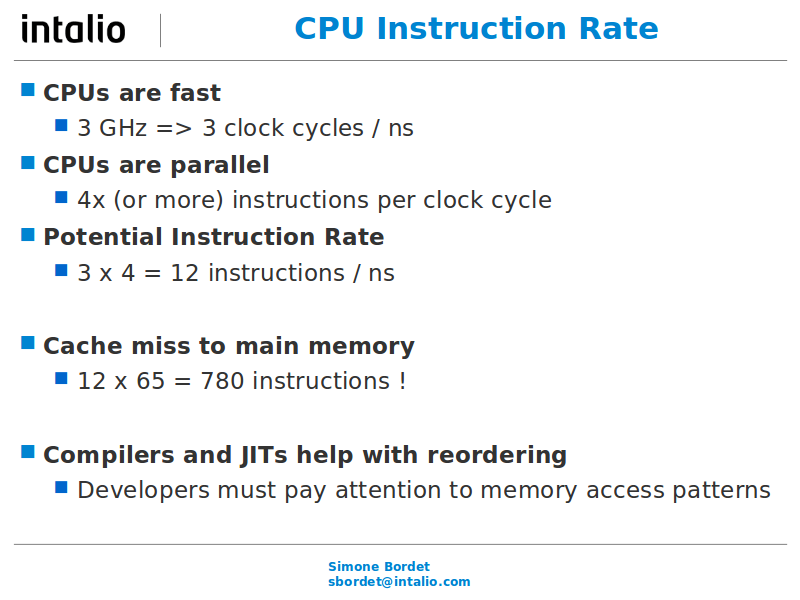 intalio
CPU Instruction Rate
CPUs are fast
3 GHz => 3 clock cycles / ns
CPUs are parallel
4x (or more) instructions per clock cycle
Potential Instruction Rate
3 x 4 = 12 instructions / ns
Cache miss to main memory
12 x 65 = 780 instructions !
Compilers and JITs help with reordering
Developers must pay attention to memory access patterns
Simone Bordet
sbordet@intalio.com